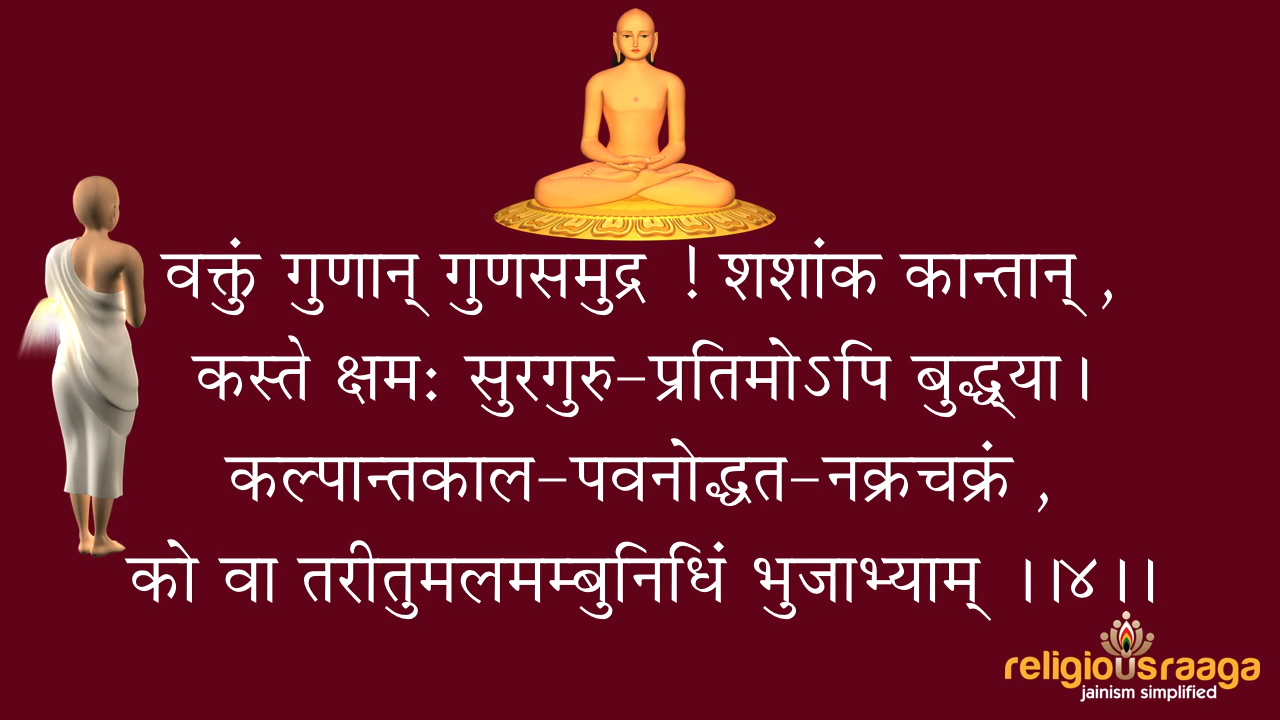 वक्तुं गुणान् गुणसमुद्र ! शशांक कान्तान् ,
कस्ते क्षमः सुरगुरु-प्रतिमोऽपि बुद्ध्या।
कल्पान्तकाल-पवनोद्धत-नक्रचक्रं ,
को वा तरीतुमलमम्बुनिधिं भुजाभ्याम् ।।४।।
religiousraaga
jainism simplified